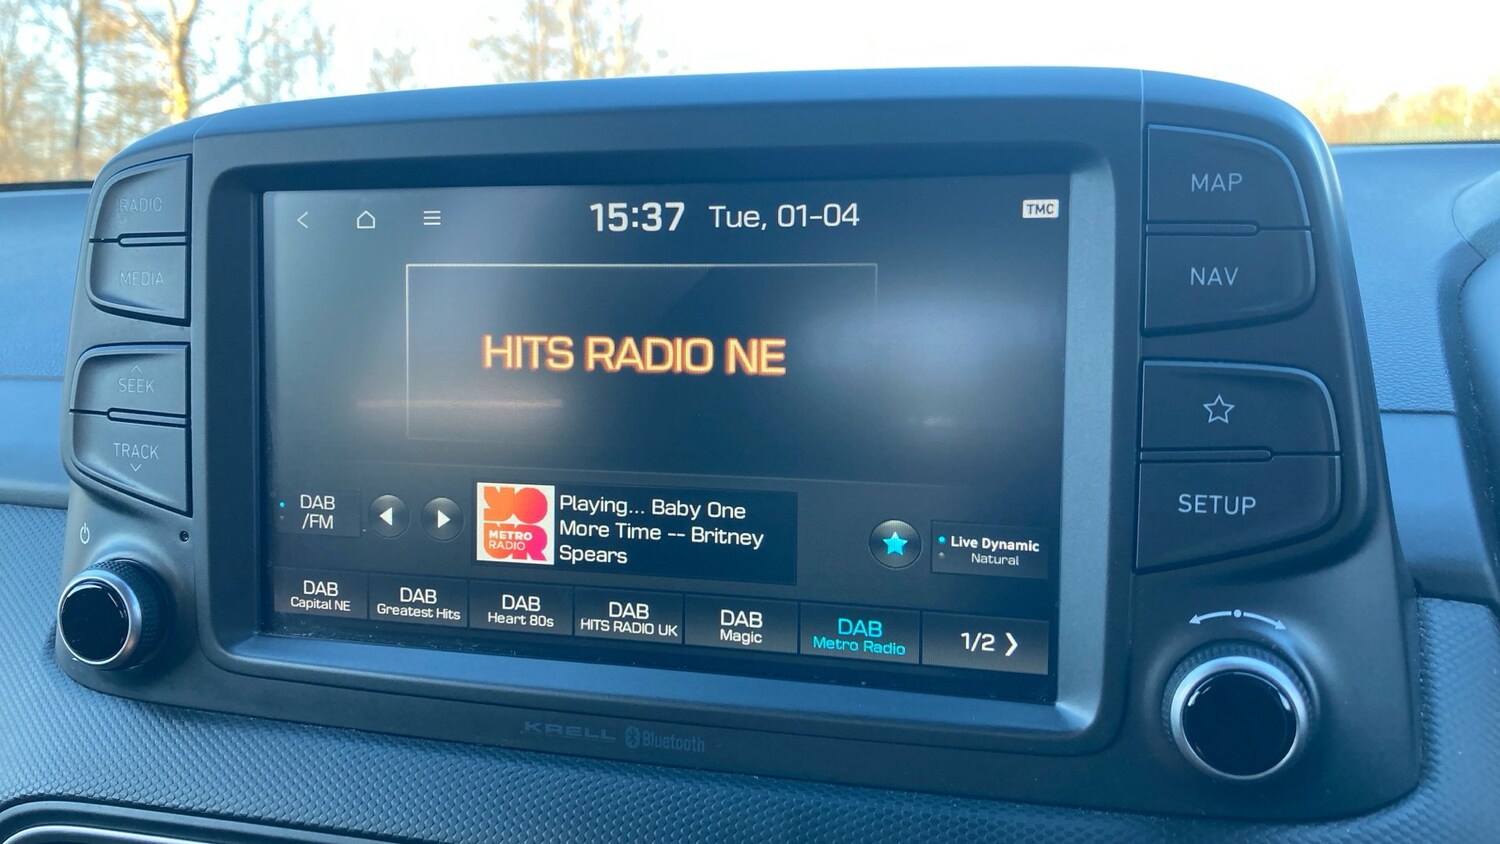 RADIO
MEDIA
SEEK
TRACK
15:37 Tue, 01-04
TMC
HITS RADIO NE
DAB
/FM
METRO
RADIO
Playing... Baby One
More Time -- Britney
Spears
Live Dynamic
Natural
DAB
Capital NE
DAB
Greatest Hits
DAB
Heart 80s
DAB
HITS RADIO UK
DAB
Magic
DAB
Metro Radio
1/2
MAP
NAV
SETUP
KRELL Bluetooth